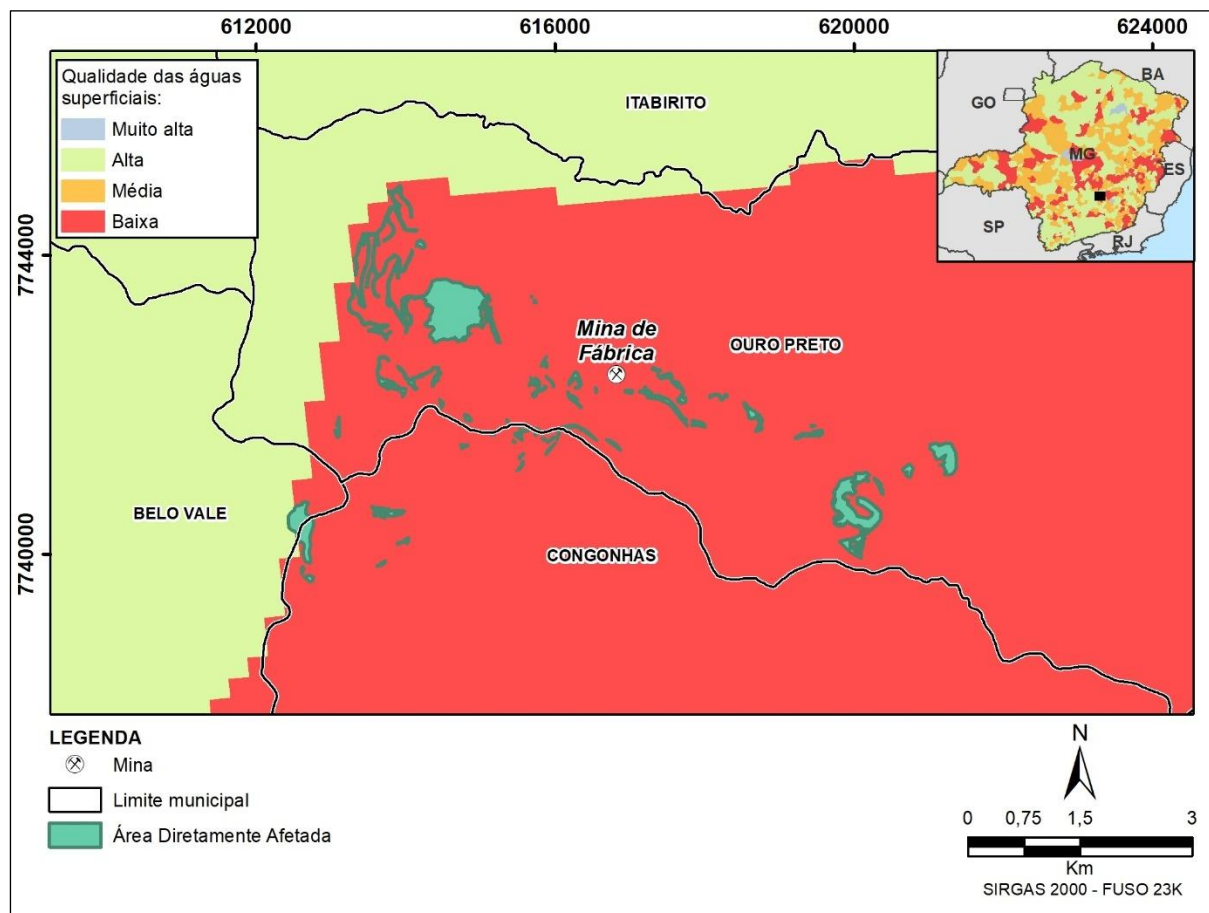 612000
616000
620000
624000
Qualidade das águas
superficiais:
Muito alta
Alta
Média
Baixa
ITABIRITO
BA
GO
MG
ES
SP
RJ
7744000
Mina de
Fábrica
OURO PRETO
BELO VALE
7740000
CONGONHAS
LEGENDA
Mina
Limite municipal
Área Diretamente Afetada
N
0 0,75 1,5 3
Km
SIRGAS 2000 - FUSO 23K